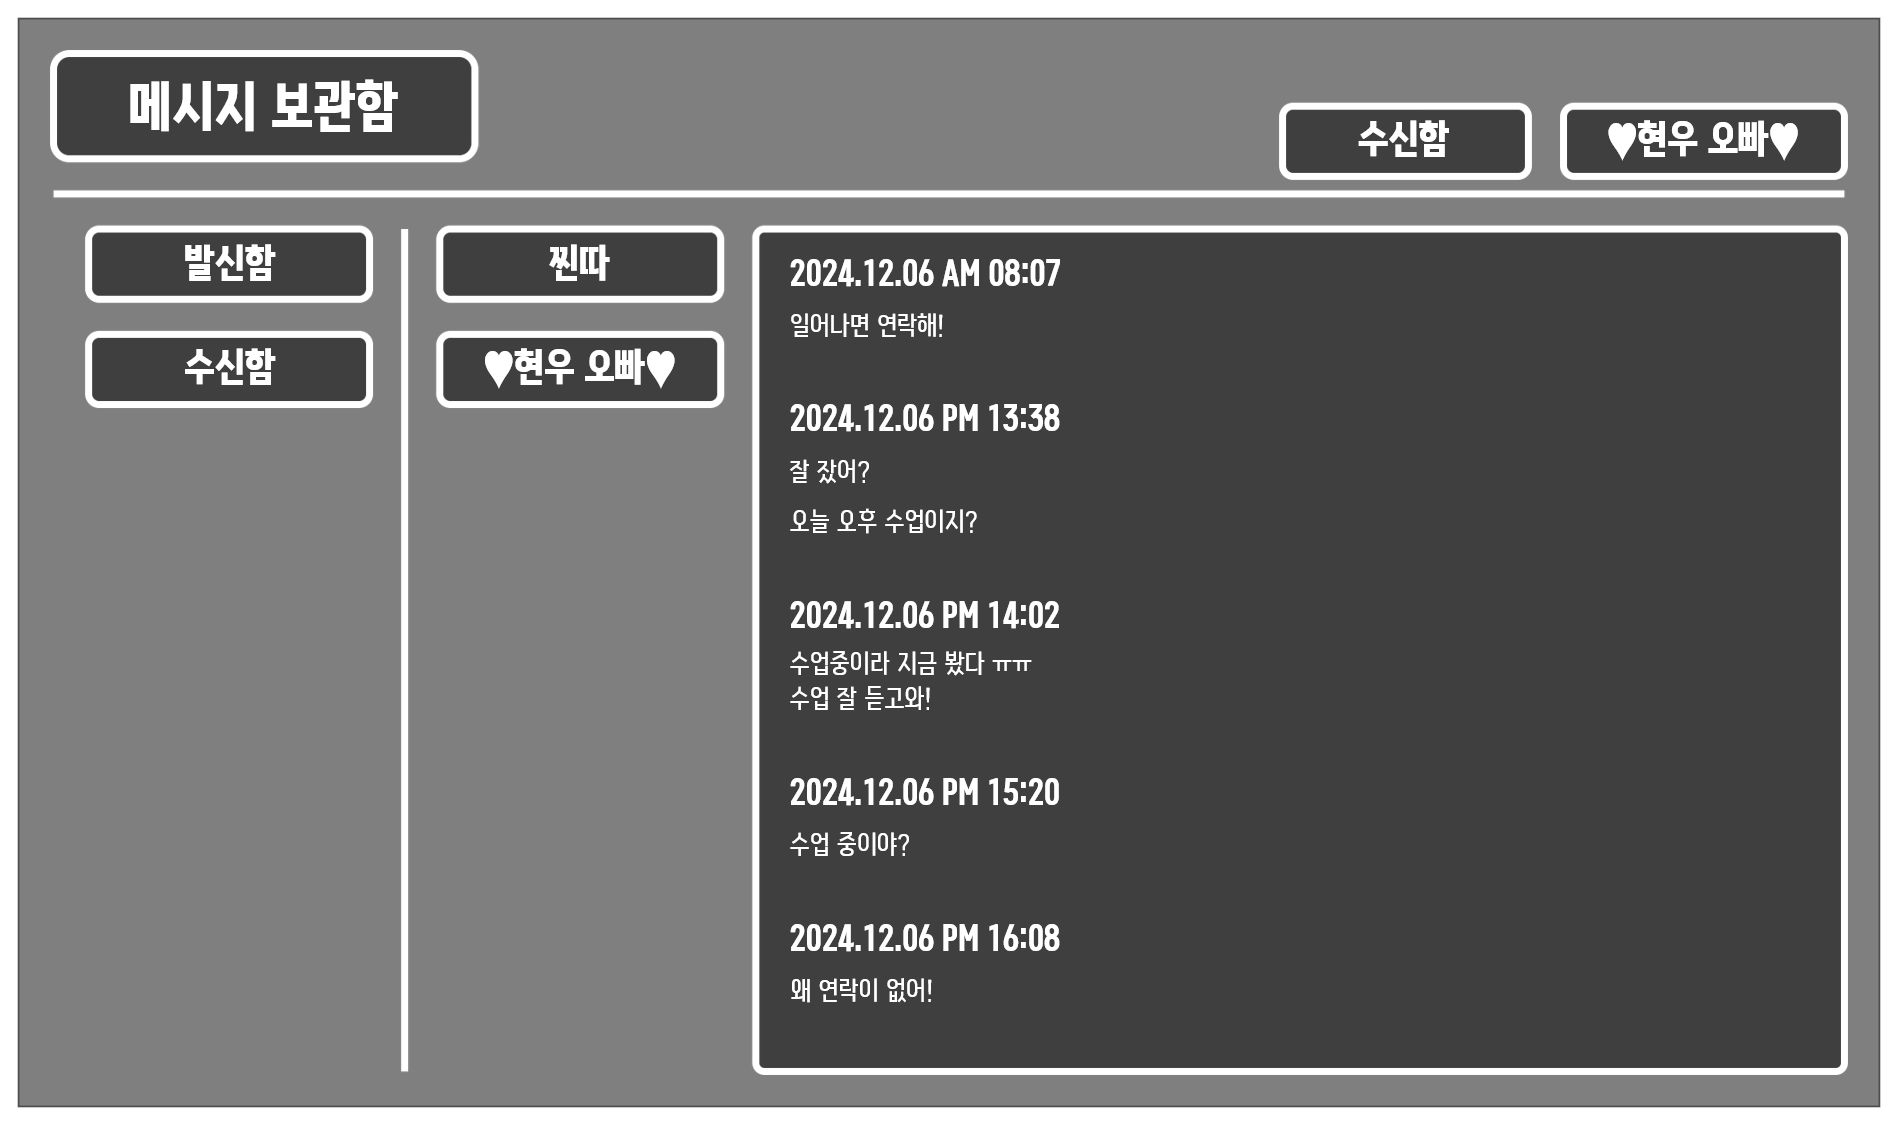 메시지 보관함
수신함
♥현우 오빠♥
발신함
수신함
찐따
♥현우 오빠♥
2024.12.06 AM 08:07
일어나면 연락해!
2024.12.06 PM 13:38
잘 잤어?
오늘 오후 수업이지?
2024.12.06 PM 14:02
수업중이라 지금 봤다 ㅠㅠ
수업 잘 듣고와!
2024.12.06 PM 15:20
수업 중이야?
2024.12.06 PM 16:08
왜 연락이 없어!